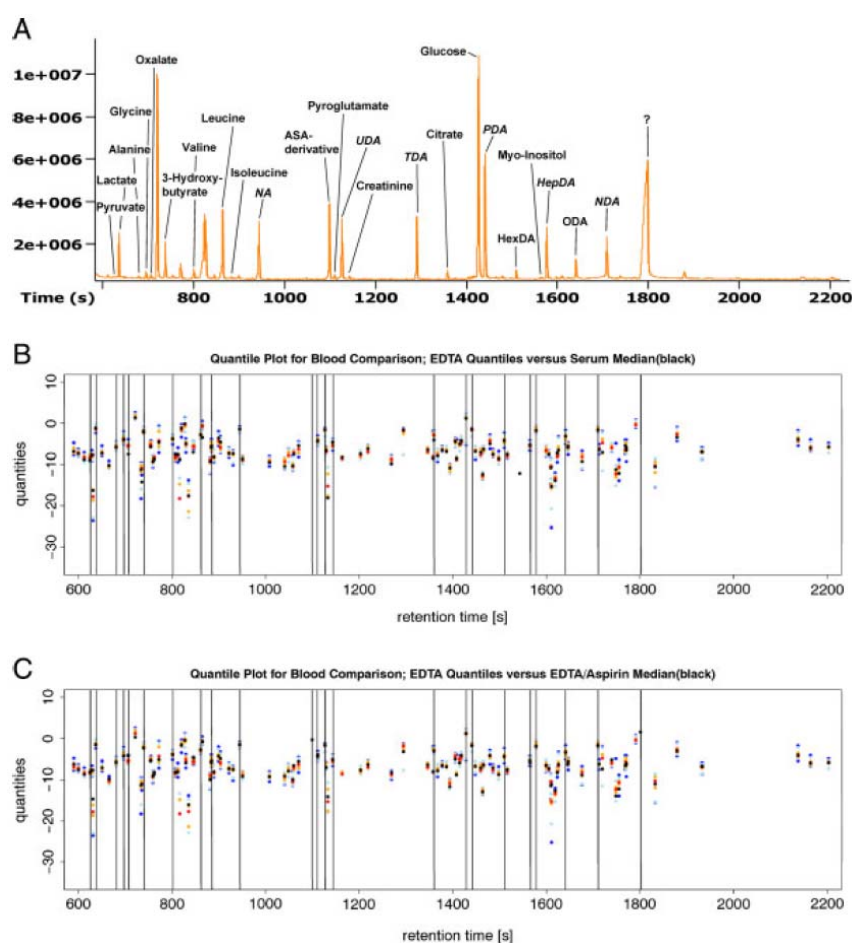 A
Glucose
Oxalate
1e+007
Pyroglutamate
Glycine
Leucine
ASA-
derivative
UDA
Citrate
PDA
?
8e+006
Alanine
Valine
TDA
Myo-Inositol
6e+006
Lactate
3-Hydroxy-
butyrate
Isoleucine
HepDA
4e+006
Pyruvate
NA
Creatinine
NDA
HexDA
ODA
2e+006
Time (s)
800
1000
1200
1400
1600
1800
2000
2200
B
Quantile Plot for Blood Comparison; EDTA Quantiles versus Serum Median(black)
10
0
−10
−20
−30
quantities
600
800
1000
1200
1400
1600
1800
2000
2200
retention time [s]
C
Quantile Plot for Blood Comparison; EDTA Quantiles versus EDTA/Aspirin Median(black)
10
0
−10
−20
−30
quantities
600
800
1000
1200
1400
1600
1800
2000
2200
retention time [s]